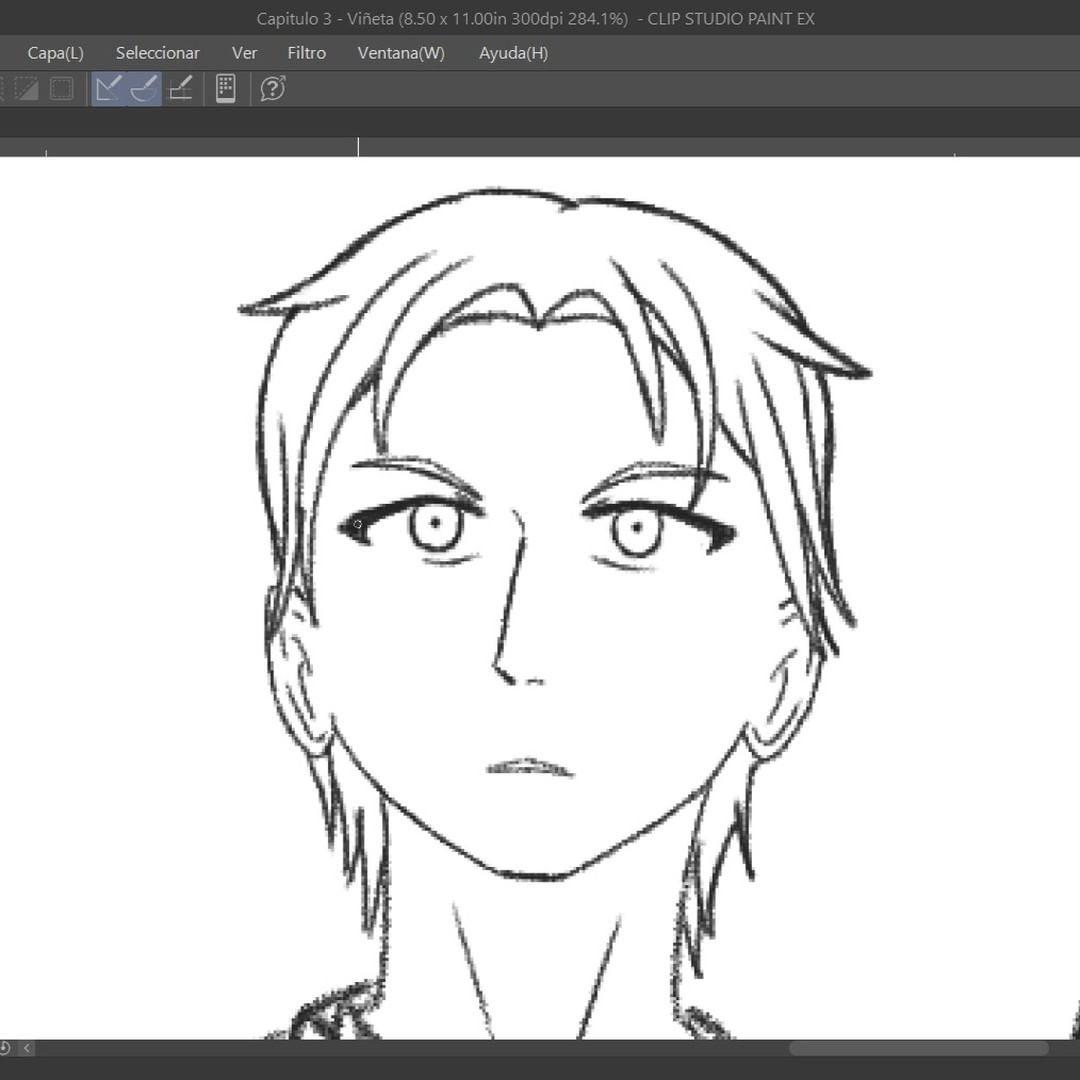 Capitulo 3 - Viñeta (8.50 x 11.00in 300dpi 284.1%)  - CLIP STUDIO PAINT EX
Capa(L) Seleccionar Ver Filtro Ventana(W) Ayuda(H)